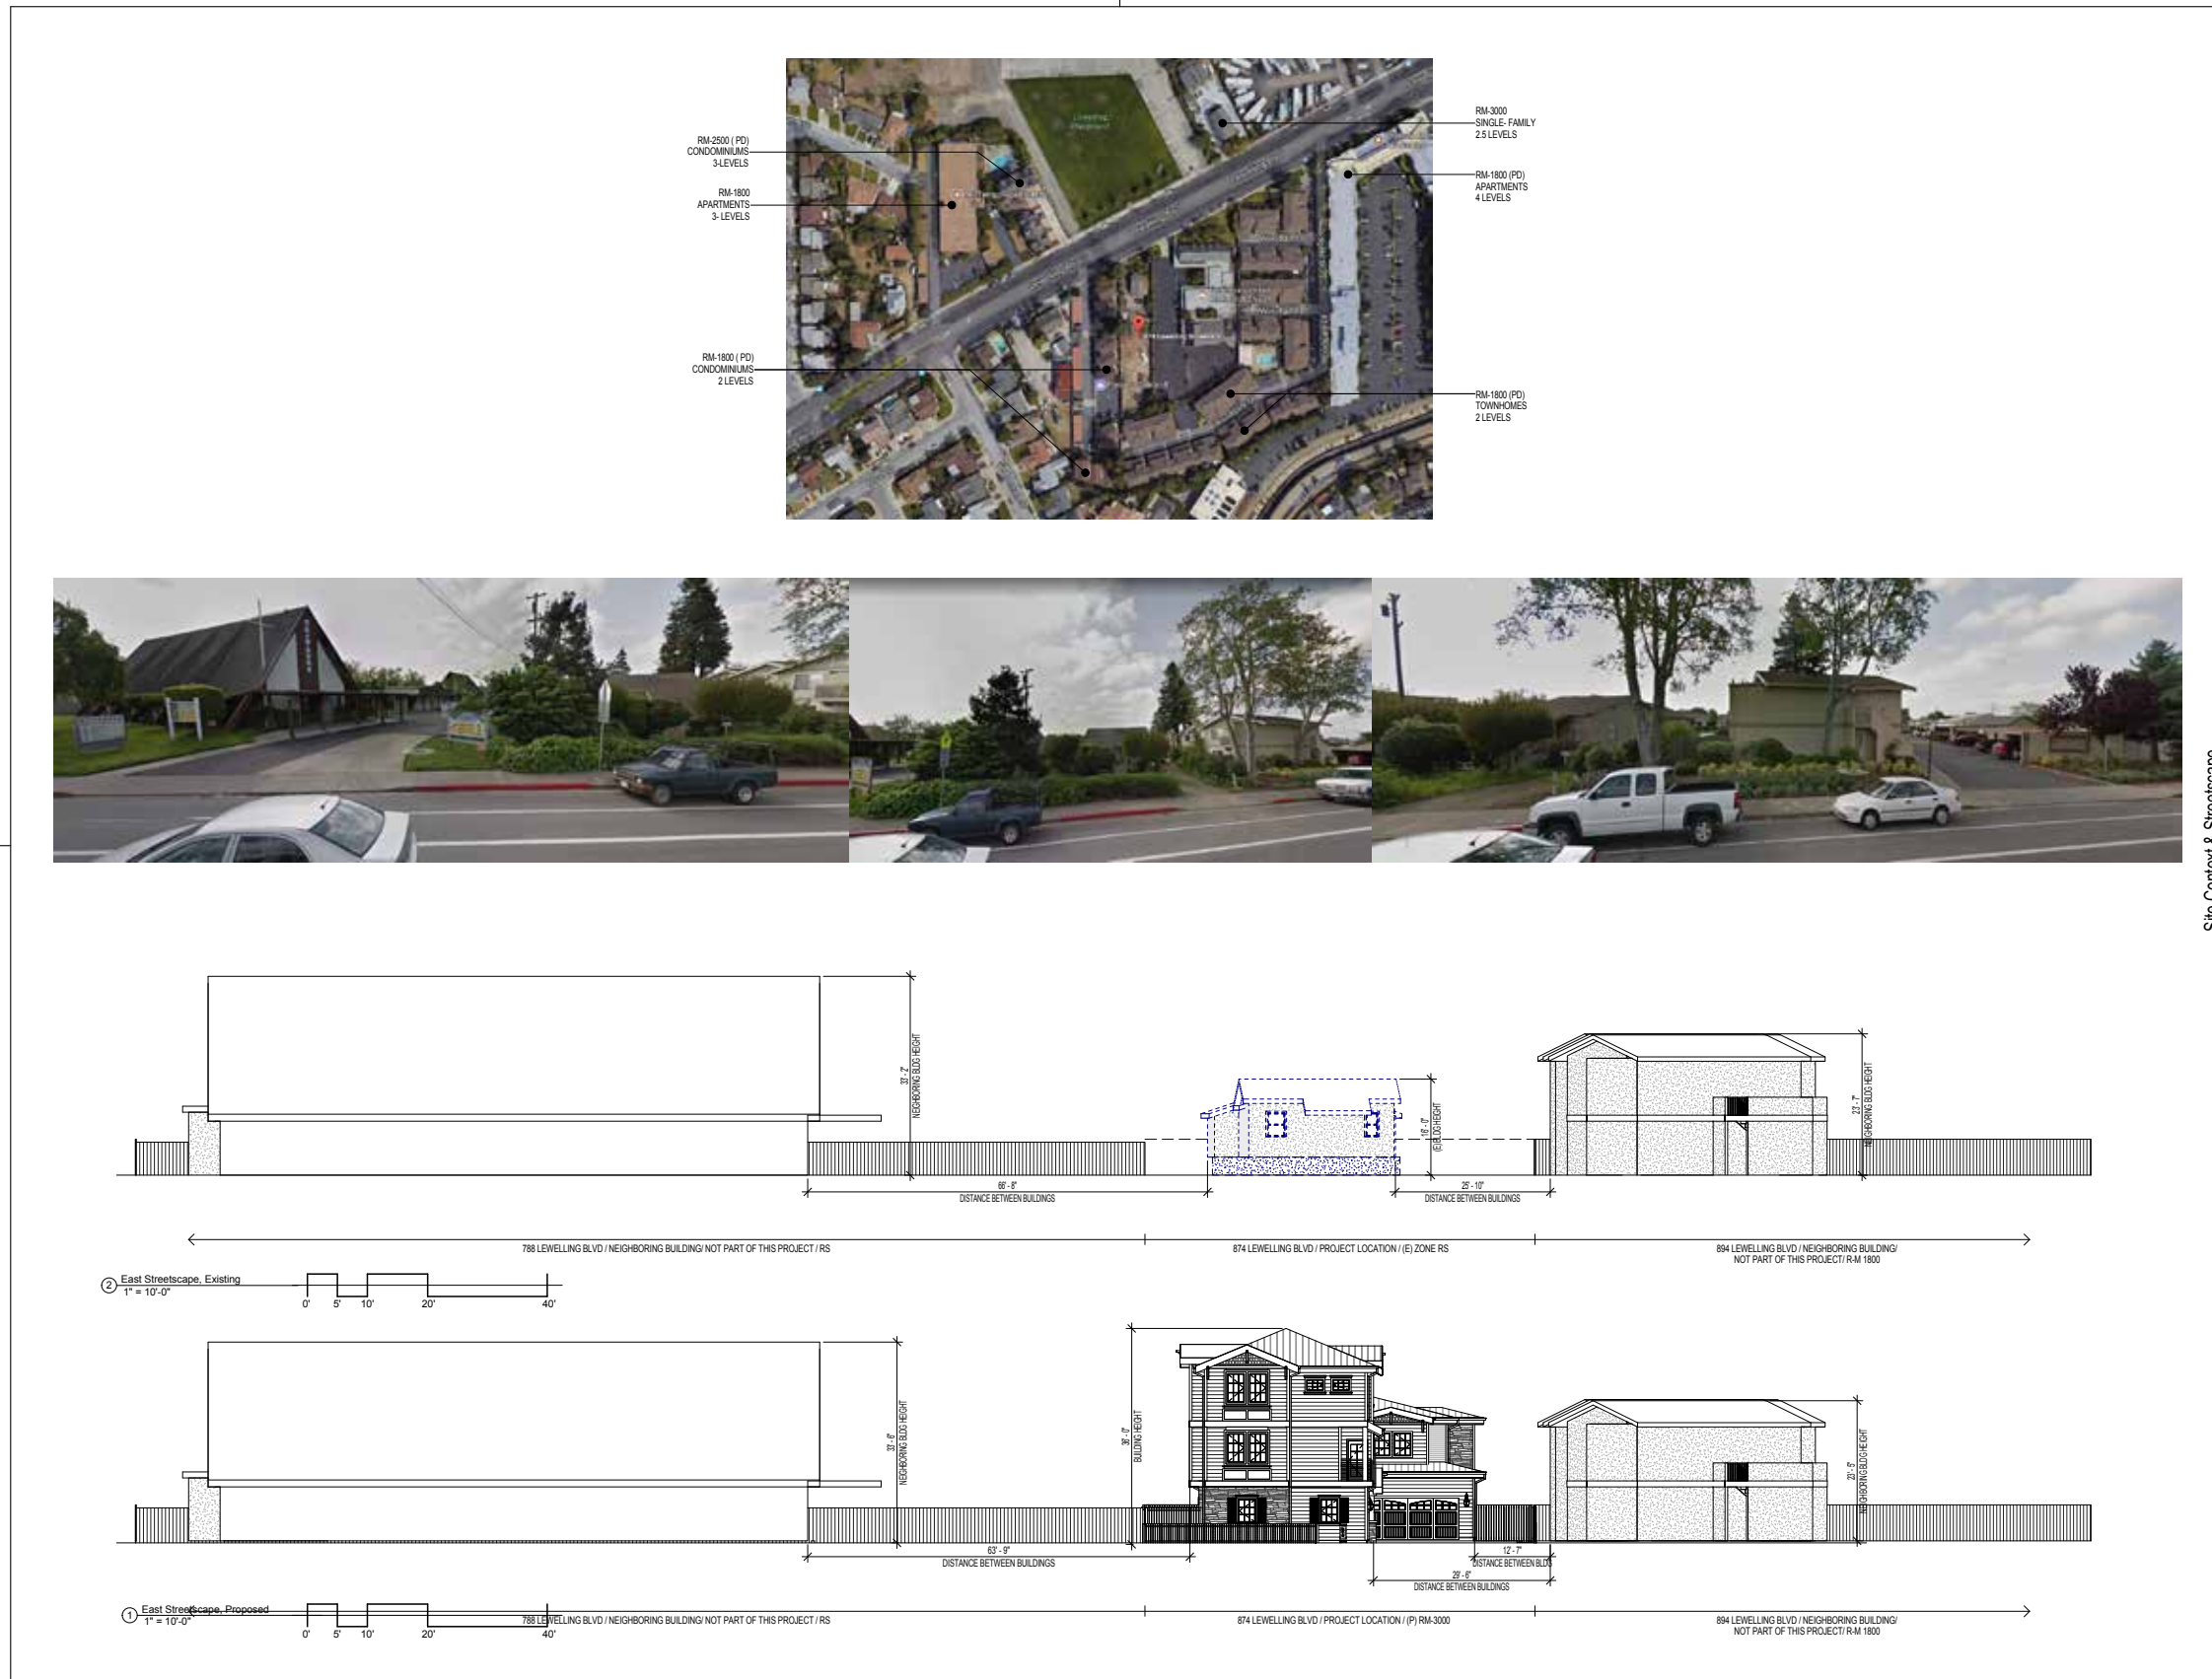 RM-2500 ( PD)
CONDOMINIUMS
3-LEVELS
RM-1800
APARTMENTS
3- LEVELS
RM-1800 ( PD)
CONDOMINIUMS
2 LEVELS
RM-3000
SINGLE- FAMILY
2.5 LEVELS
RM-1800 (PD)
APARTMENTS
4 LEVELS
RM-1800 (PD)
TOWNHOMES
2 LEVELS
Site Context & Streetscape
33' - 2"
NEIGHBORING BLDG HEIGHT
16' - 0"
(E) BLDG HEIGHT
23' - 7"
NEIGHBORING BLDG HEIGHT
66' - 8"
DISTANCE BETWEEN BUILDINGS
25' - 10"
DISTANCE BETWEEN BUILDINGS
788 LEWELLING BLVD / NEIGHBORING BUILDING/ NOT PART OF THIS PROJECT / RS
874 LEWELLING BLVD / PROJECT LOCATION / (E) ZONE RS
894 LEWELLING BLVD / NEIGHBORING BUILDING/
NOT PART OF THIS PROJECT/ R-M 1800
2 East Streetscape, Existing
1" = 10'-0"
0' 5' 10' 20' 40'
33' - 6"
NEIGHBORING BLDG HEIGHT
36' - 0"
BUILDING HEIGHT
23' - 5"
NEIGHBORING BLDG HEIGHT
63' - 9"
DISTANCE BETWEEN BUILDINGS
12' - 7"
DISTANCE BETWEEN BLDG
29' - 6"
DISTANCE BETWEEN BUILDINGS
1 East Streetscape, Proposed
1" = 10'-0"
0' 5' 10' 20' 40'
788 LEWELLING BLVD / NEIGHBORING BUILDING/ NOT PART OF THIS PROJECT / RS
874 LEWELLING BLVD / PROJECT LOCATION / (P) RM-3000
894 LEWELLING BLVD / NEIGHBORING BUILDING/
NOT PART OF THIS PROJECT/ R-M 1800